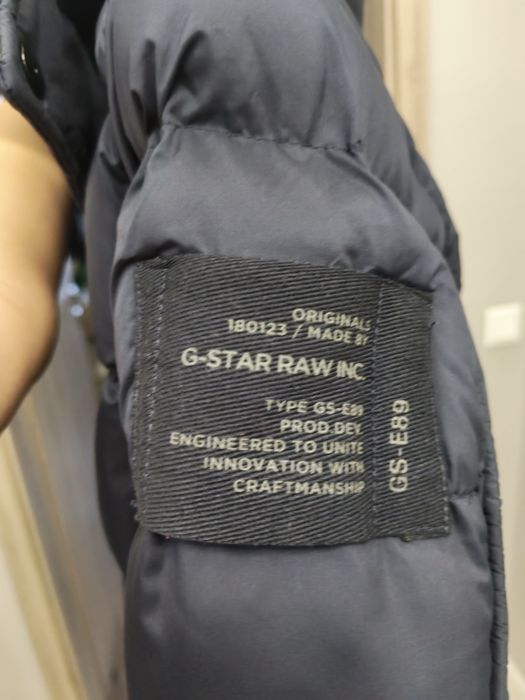 ORIGINALS
180123 / MADE BY
G-STAR RAW INC.
TYPE GS-E89
PROD.DEV.
ENGINEERED TO UNITE
INNOVATION WITH
CRAFTMANSHIP
GS-E89